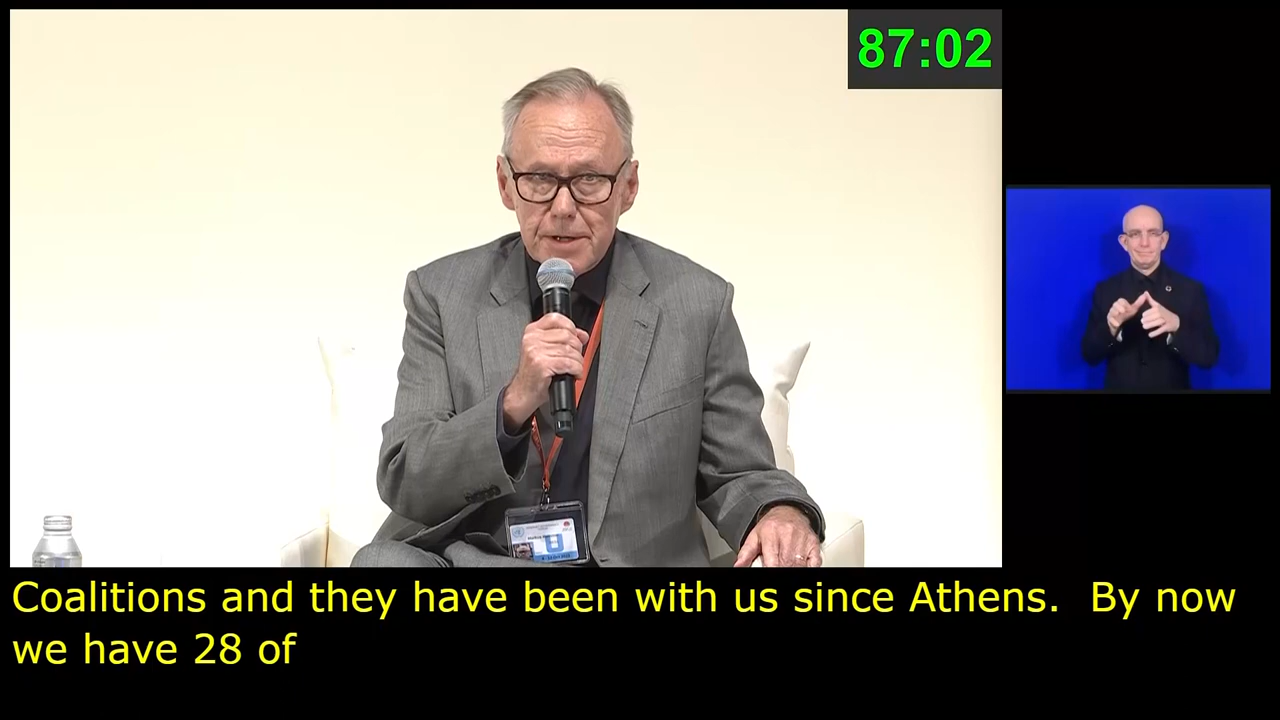 87:02
Coalitions and they have been with us since Athens.  By now
we have 28 of